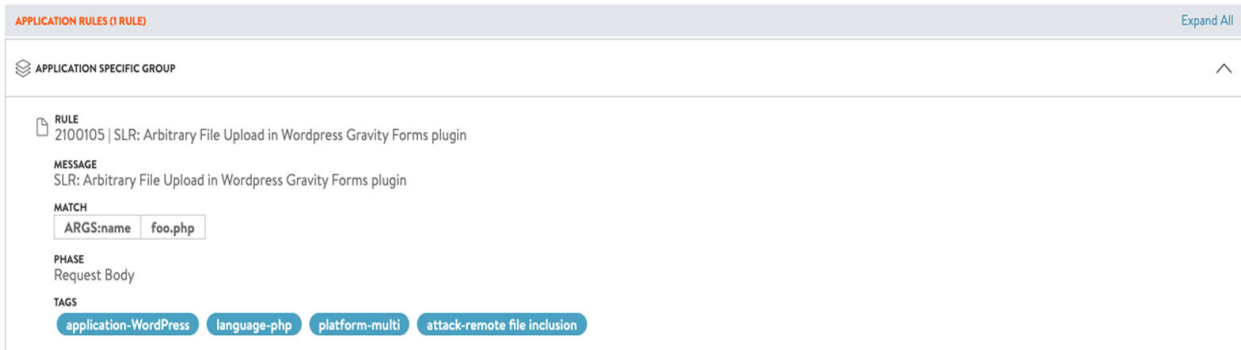 APPLICATION RULES (1 RULE) Expand All
APPLICATION SPECIFIC GROUP
RULE
2100105 | SLR: Arbitrary File Upload in Wordpress Gravity Forms plugin
MESSAGE
SLR: Arbitrary File Upload in Wordpress Gravity Forms plugin
MATCH
ARGS:name foo.php
PHASE
Request Body
TAGS
application-WordPress language-php platform-multi attack-remote file inclusion